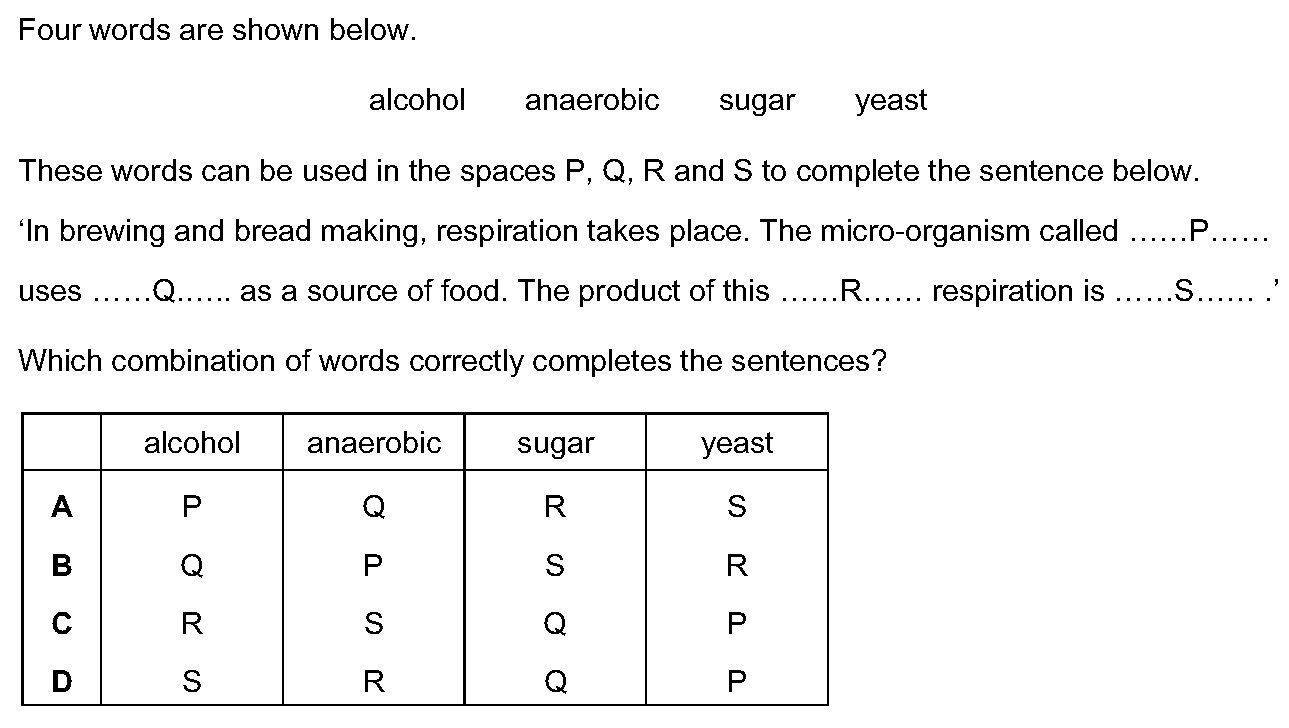 Four words are shown below.
alcohol anaerobic sugar yeast
These words can be used in the spaces P, Q, R and S to complete the sentence below.
‘In brewing and bread making, respiration takes place. The micro-organism called ……P……
uses ……Q…… as a source of food. The product of this ……R…… respiration is ……S…… .’
Which combination of words correctly completes the sentences?
alcohol anaerobic sugar yeast
A P Q R S
B Q P S R
C R S Q P
D S R Q P